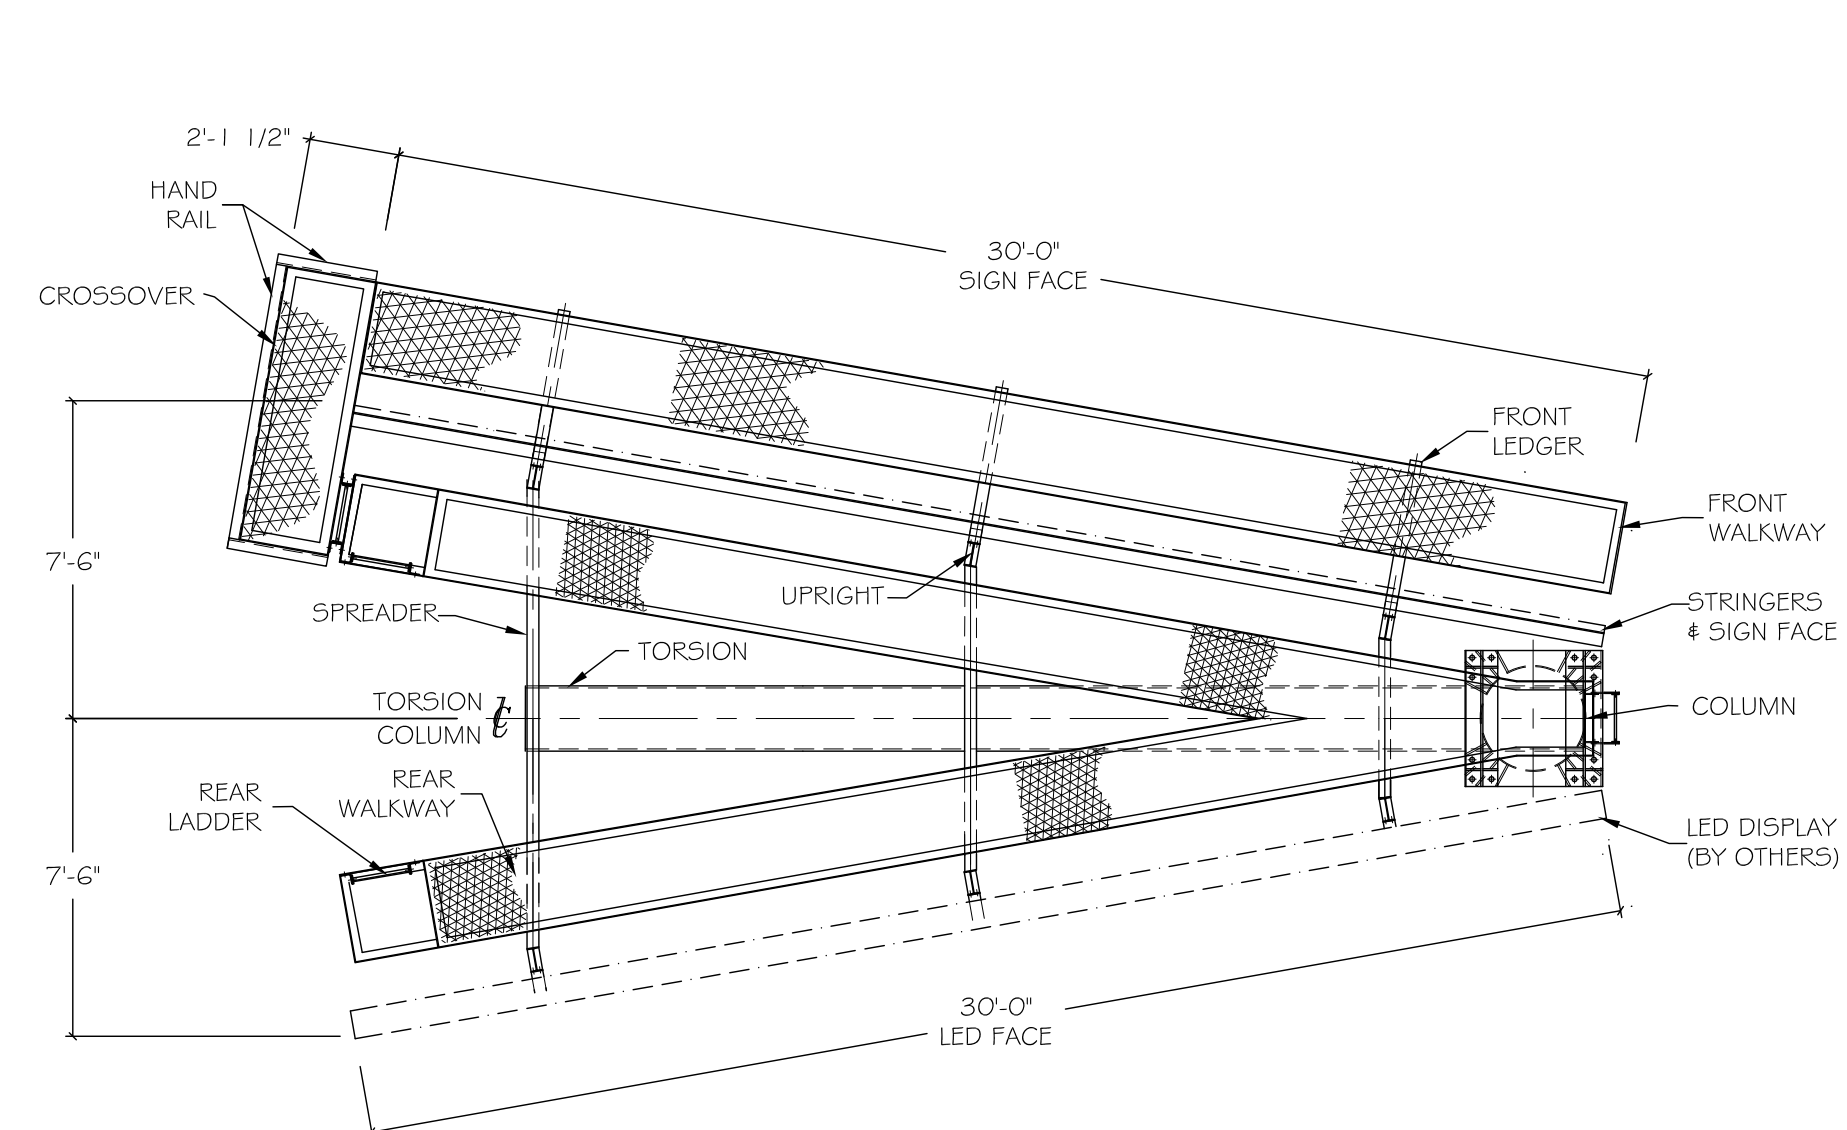 2'-1 1/2"
HAND
RAIL
CROSSOVER
30'-0"
SIGN FACE
FRONT
LEDGER
FRONT
WALKWAY
7'-6"
UPRIGHT
SPREADER
STRINGERS
& SIGN FACE
TORSION
TORSION
COLUMN
COLUMN
REAR
WALKWAY
REAR
LADDER
LED DISPLAY
(BY OTHERS)
7'-6"
30'-0"
LED FACE